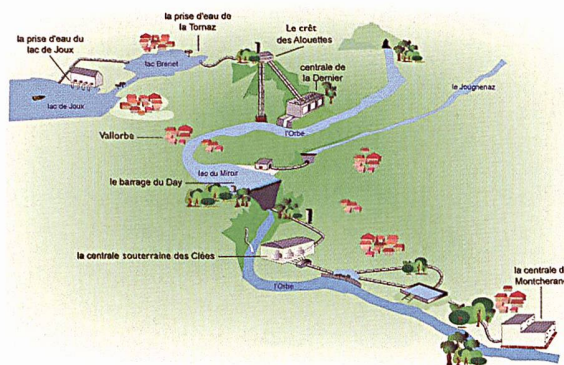 la prise d'eau de
la Tornaz
Le crêt
des Alouettes
la prise d'eau du
lac de Joux
lac Brenet
centrale de
la Dernier
lac de Joux
le Jougnenaz
l'Orbe
Vallorbe
lac du Miroir
le barrage du Day
la centrale souterraine des Clées
l'Orbe
la centrale d
Montcherand